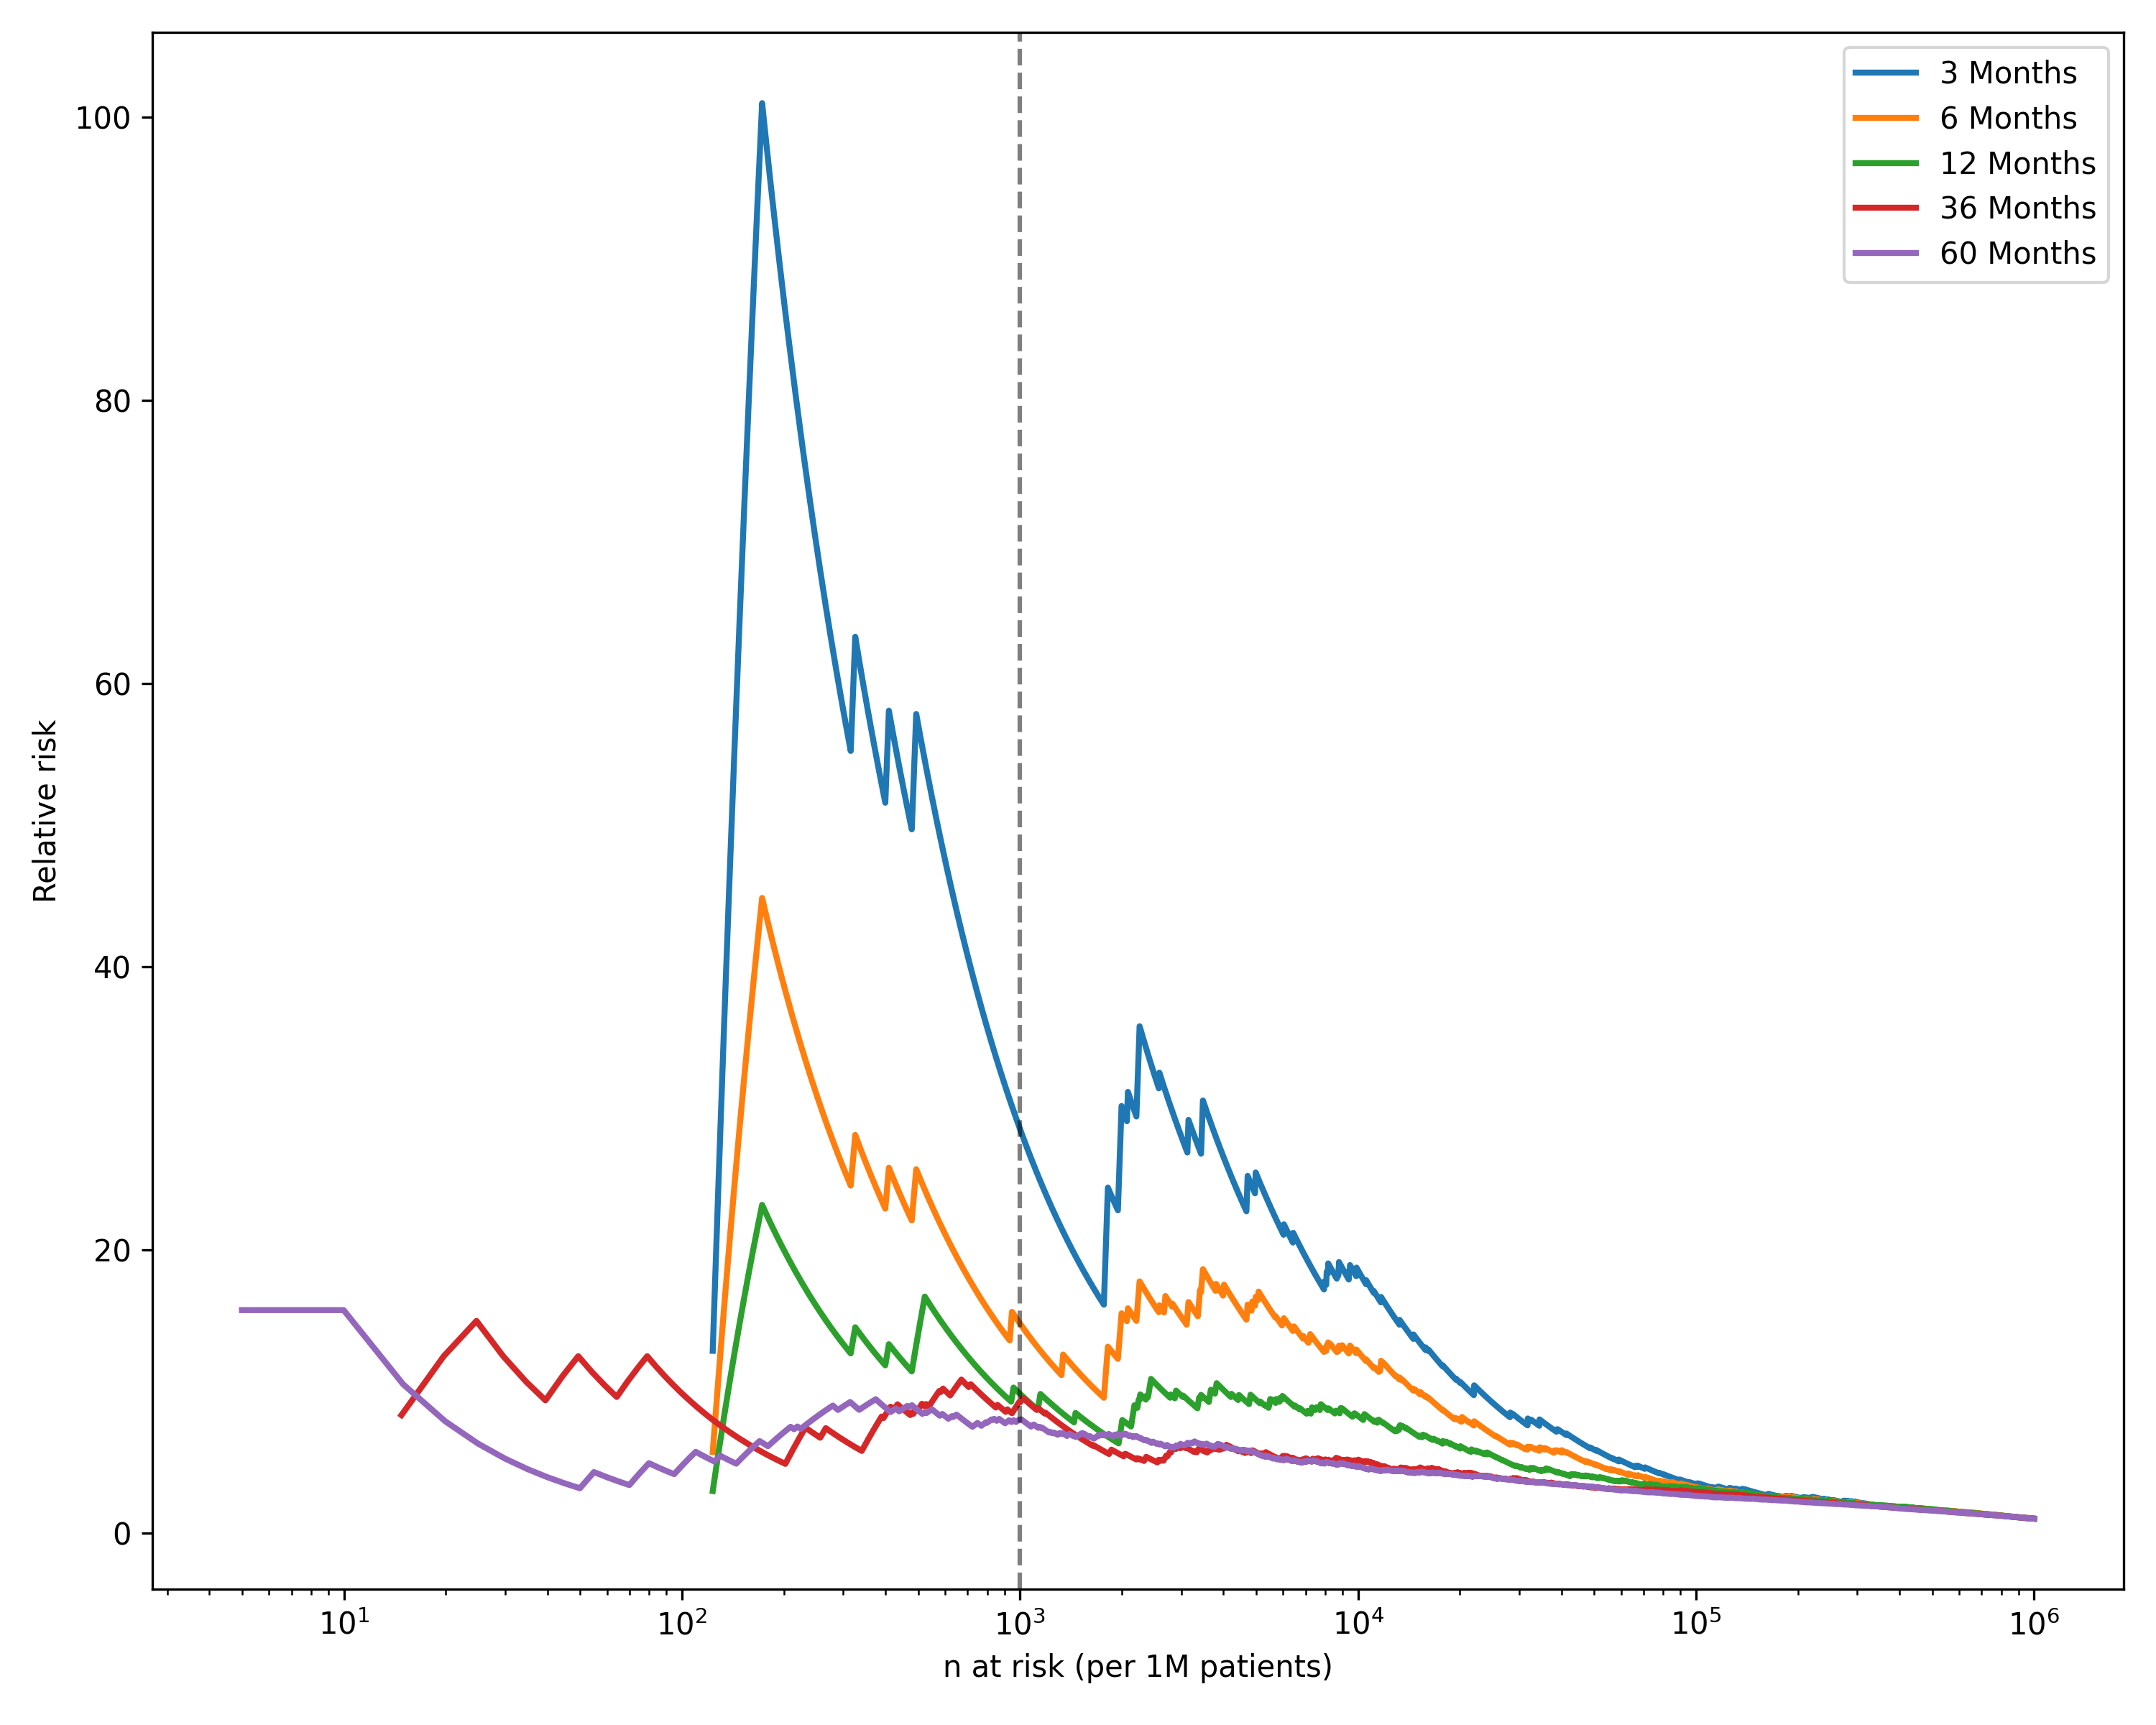 3 Months
6 Months
12 Months
36 Months
60 Months
Relative risk
100
80
60
40
20
0
10¹ 10² 10³ 10⁴ 10⁵ 10⁶
n at risk (per 1M patients)